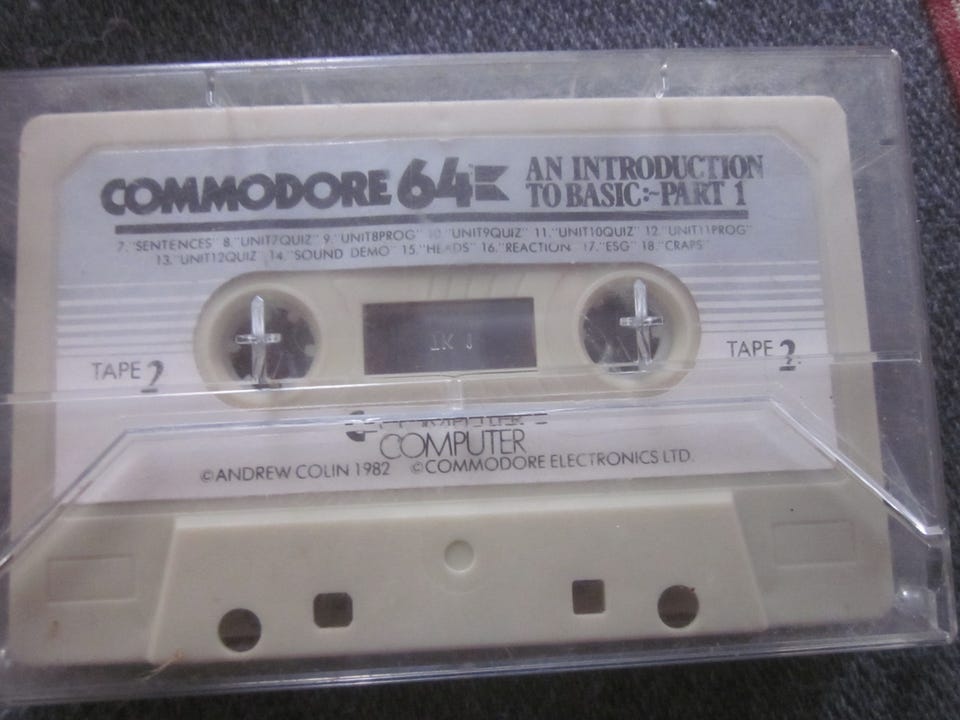 COMMODORE 64 AN INTRODUCTION
TO BASIC:~PART 1
7. "SENTENCES" 8. "UNIT7QUIZ" 9. "UNIT8PROG" 10. "UNIT9QUIZ" 11. "UNIT10QUIZ" 12. "UNIT11PROG"
13. "UNIT12QUIZ" 14. "SOUND DEMO" 15. "HEADS" 16. "REACTION" 17. "ESG" 18. "CRAPS"
TAPE 2 TAPE 2
COMPUTER
©ANDREW COLIN 1982 ©COMMODORE ELECTRONICS LTD.